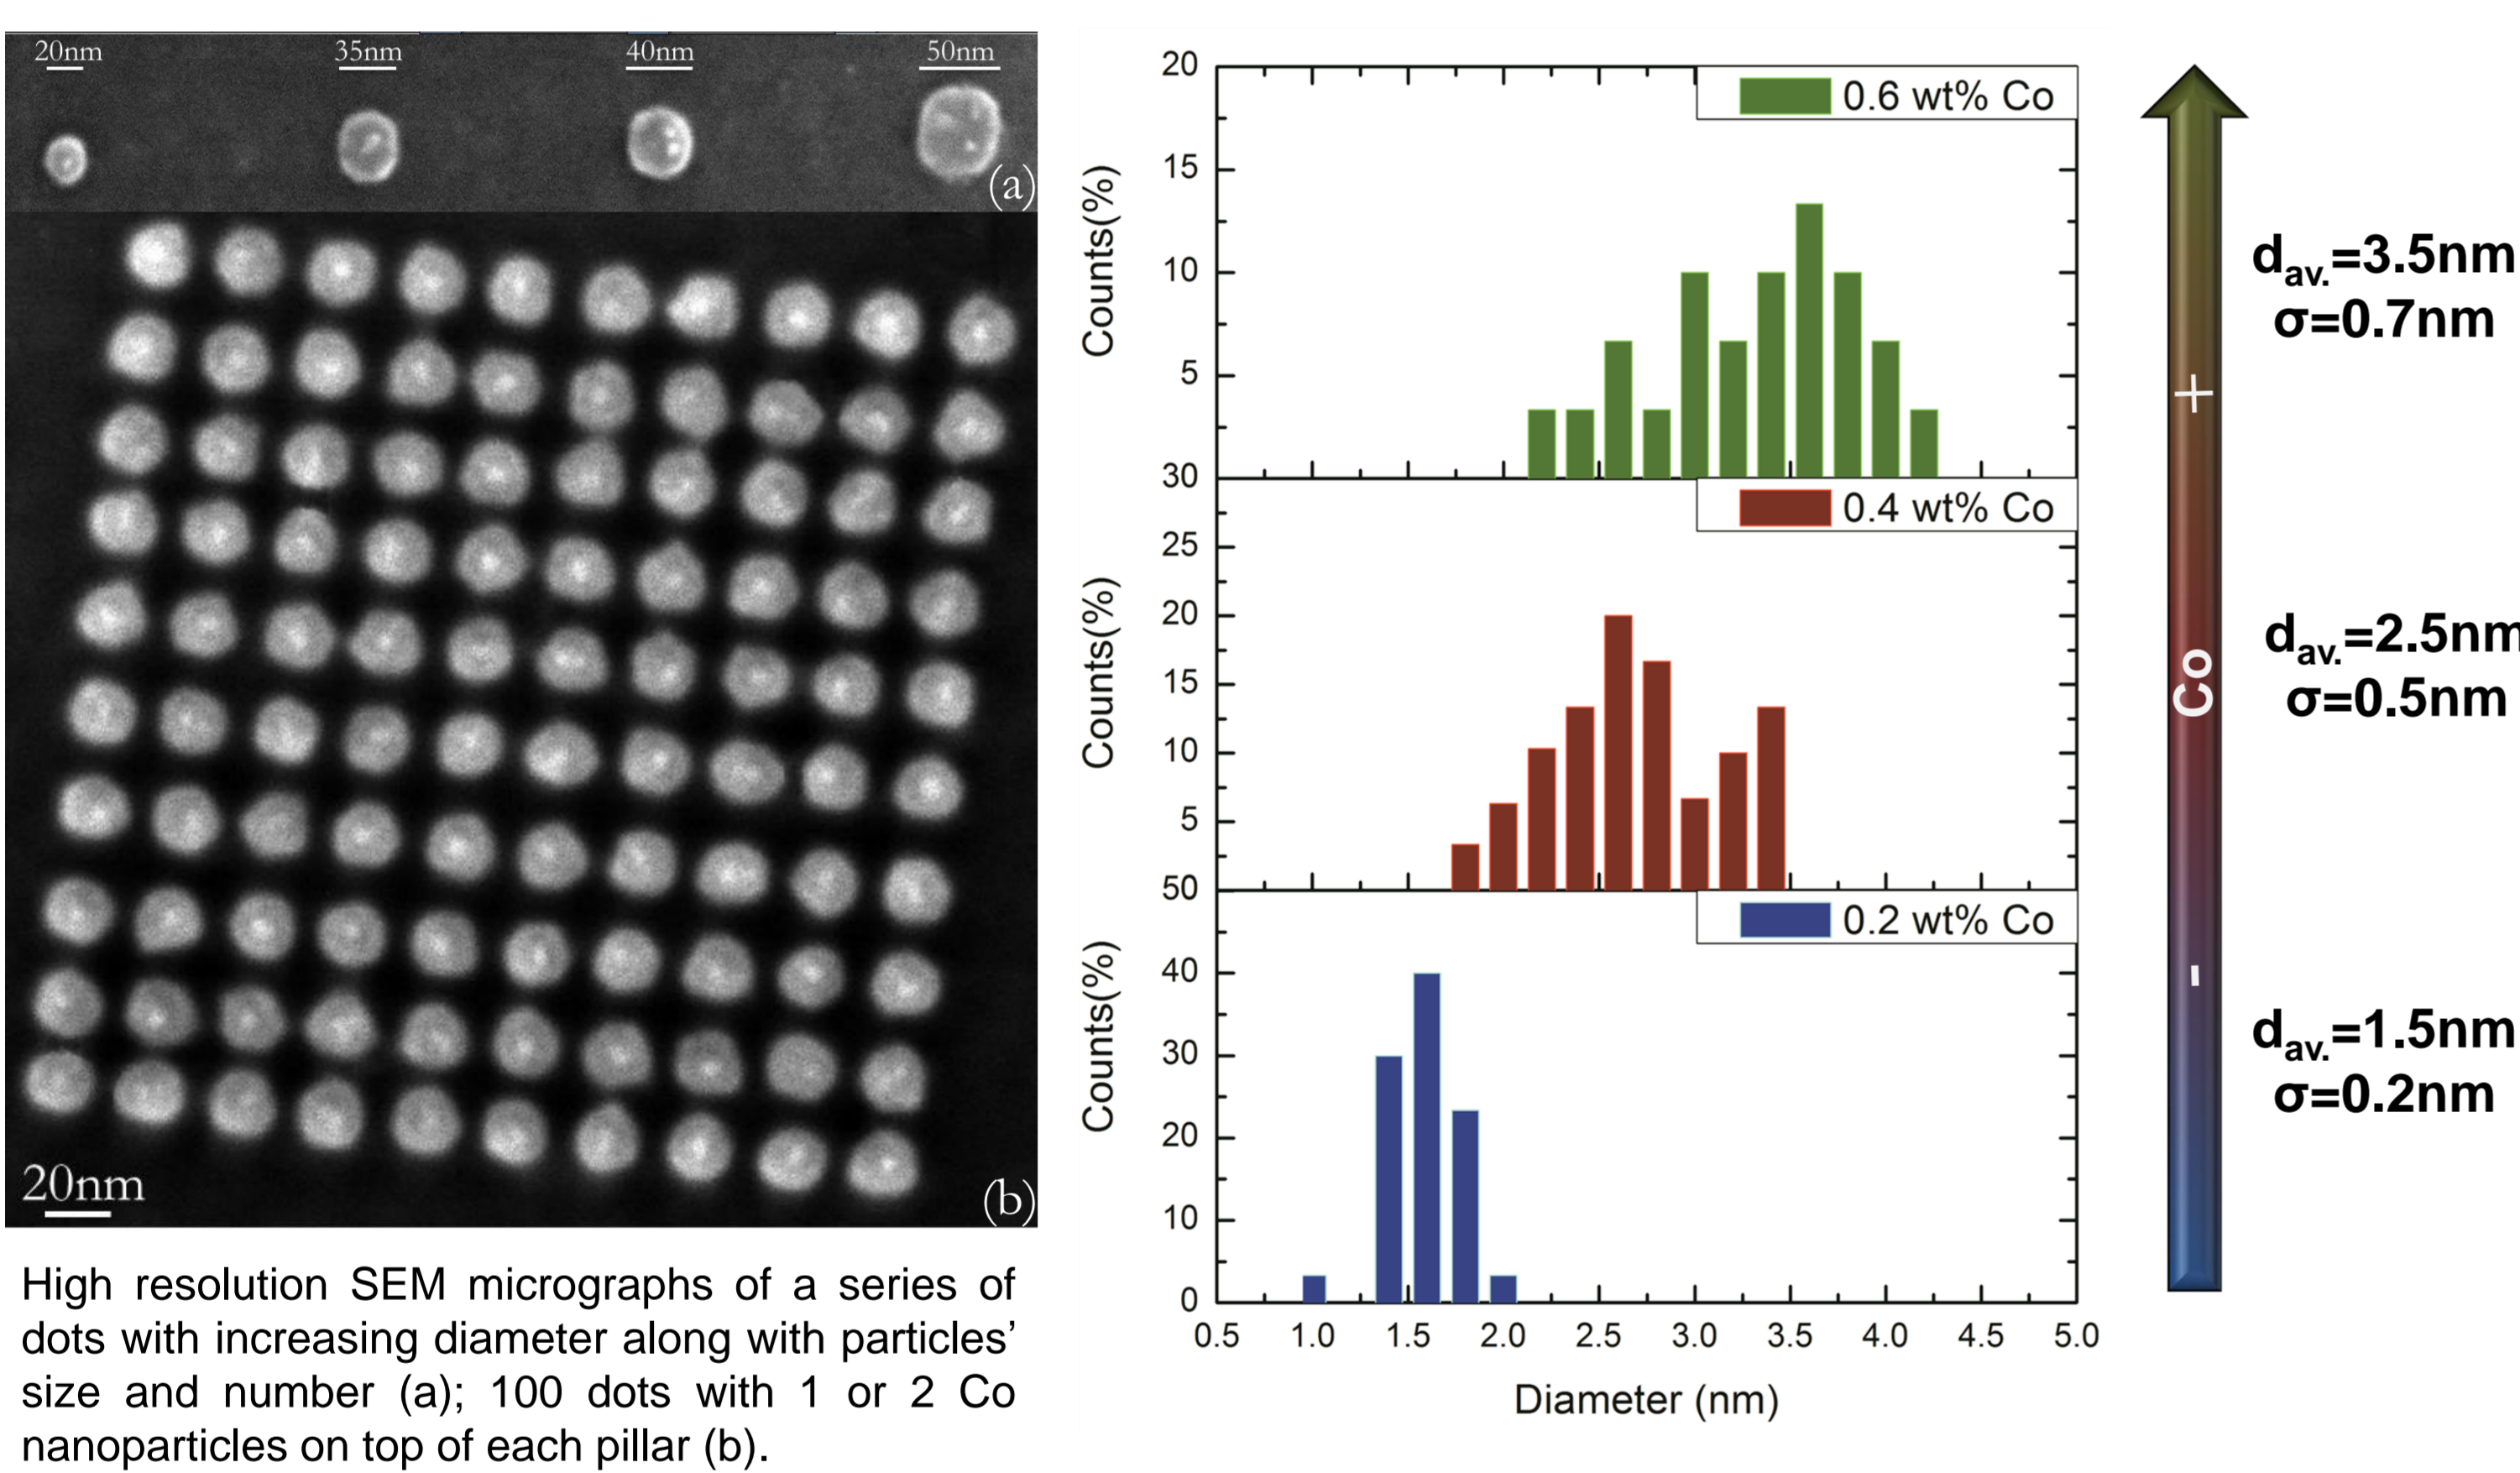 20nm
35nm
40nm
50nm
(a)
20nm
(b)
High resolution SEM micrographs of a series of
dots with increasing diameter along with particles’
size and number (a); 100 dots with 1 or 2 Co
nanoparticles on top of each pillar (b).
20
15
10
5
30
Counts(%)
0.6 wt% Co
25
20
15
10
5
50
Counts(%)
0.4 wt% Co
40
30
20
10
0
Counts(%)
0.2 wt% Co
0.5 1.0 1.5 2.0 2.5 3.0 3.5 4.0 4.5 5.0
Diameter (nm)
+
Co
-
dav.=3.5nm
σ=0.7nm
dav.=2.5nm
σ=0.5nm
dav.=1.5nm
σ=0.2nm